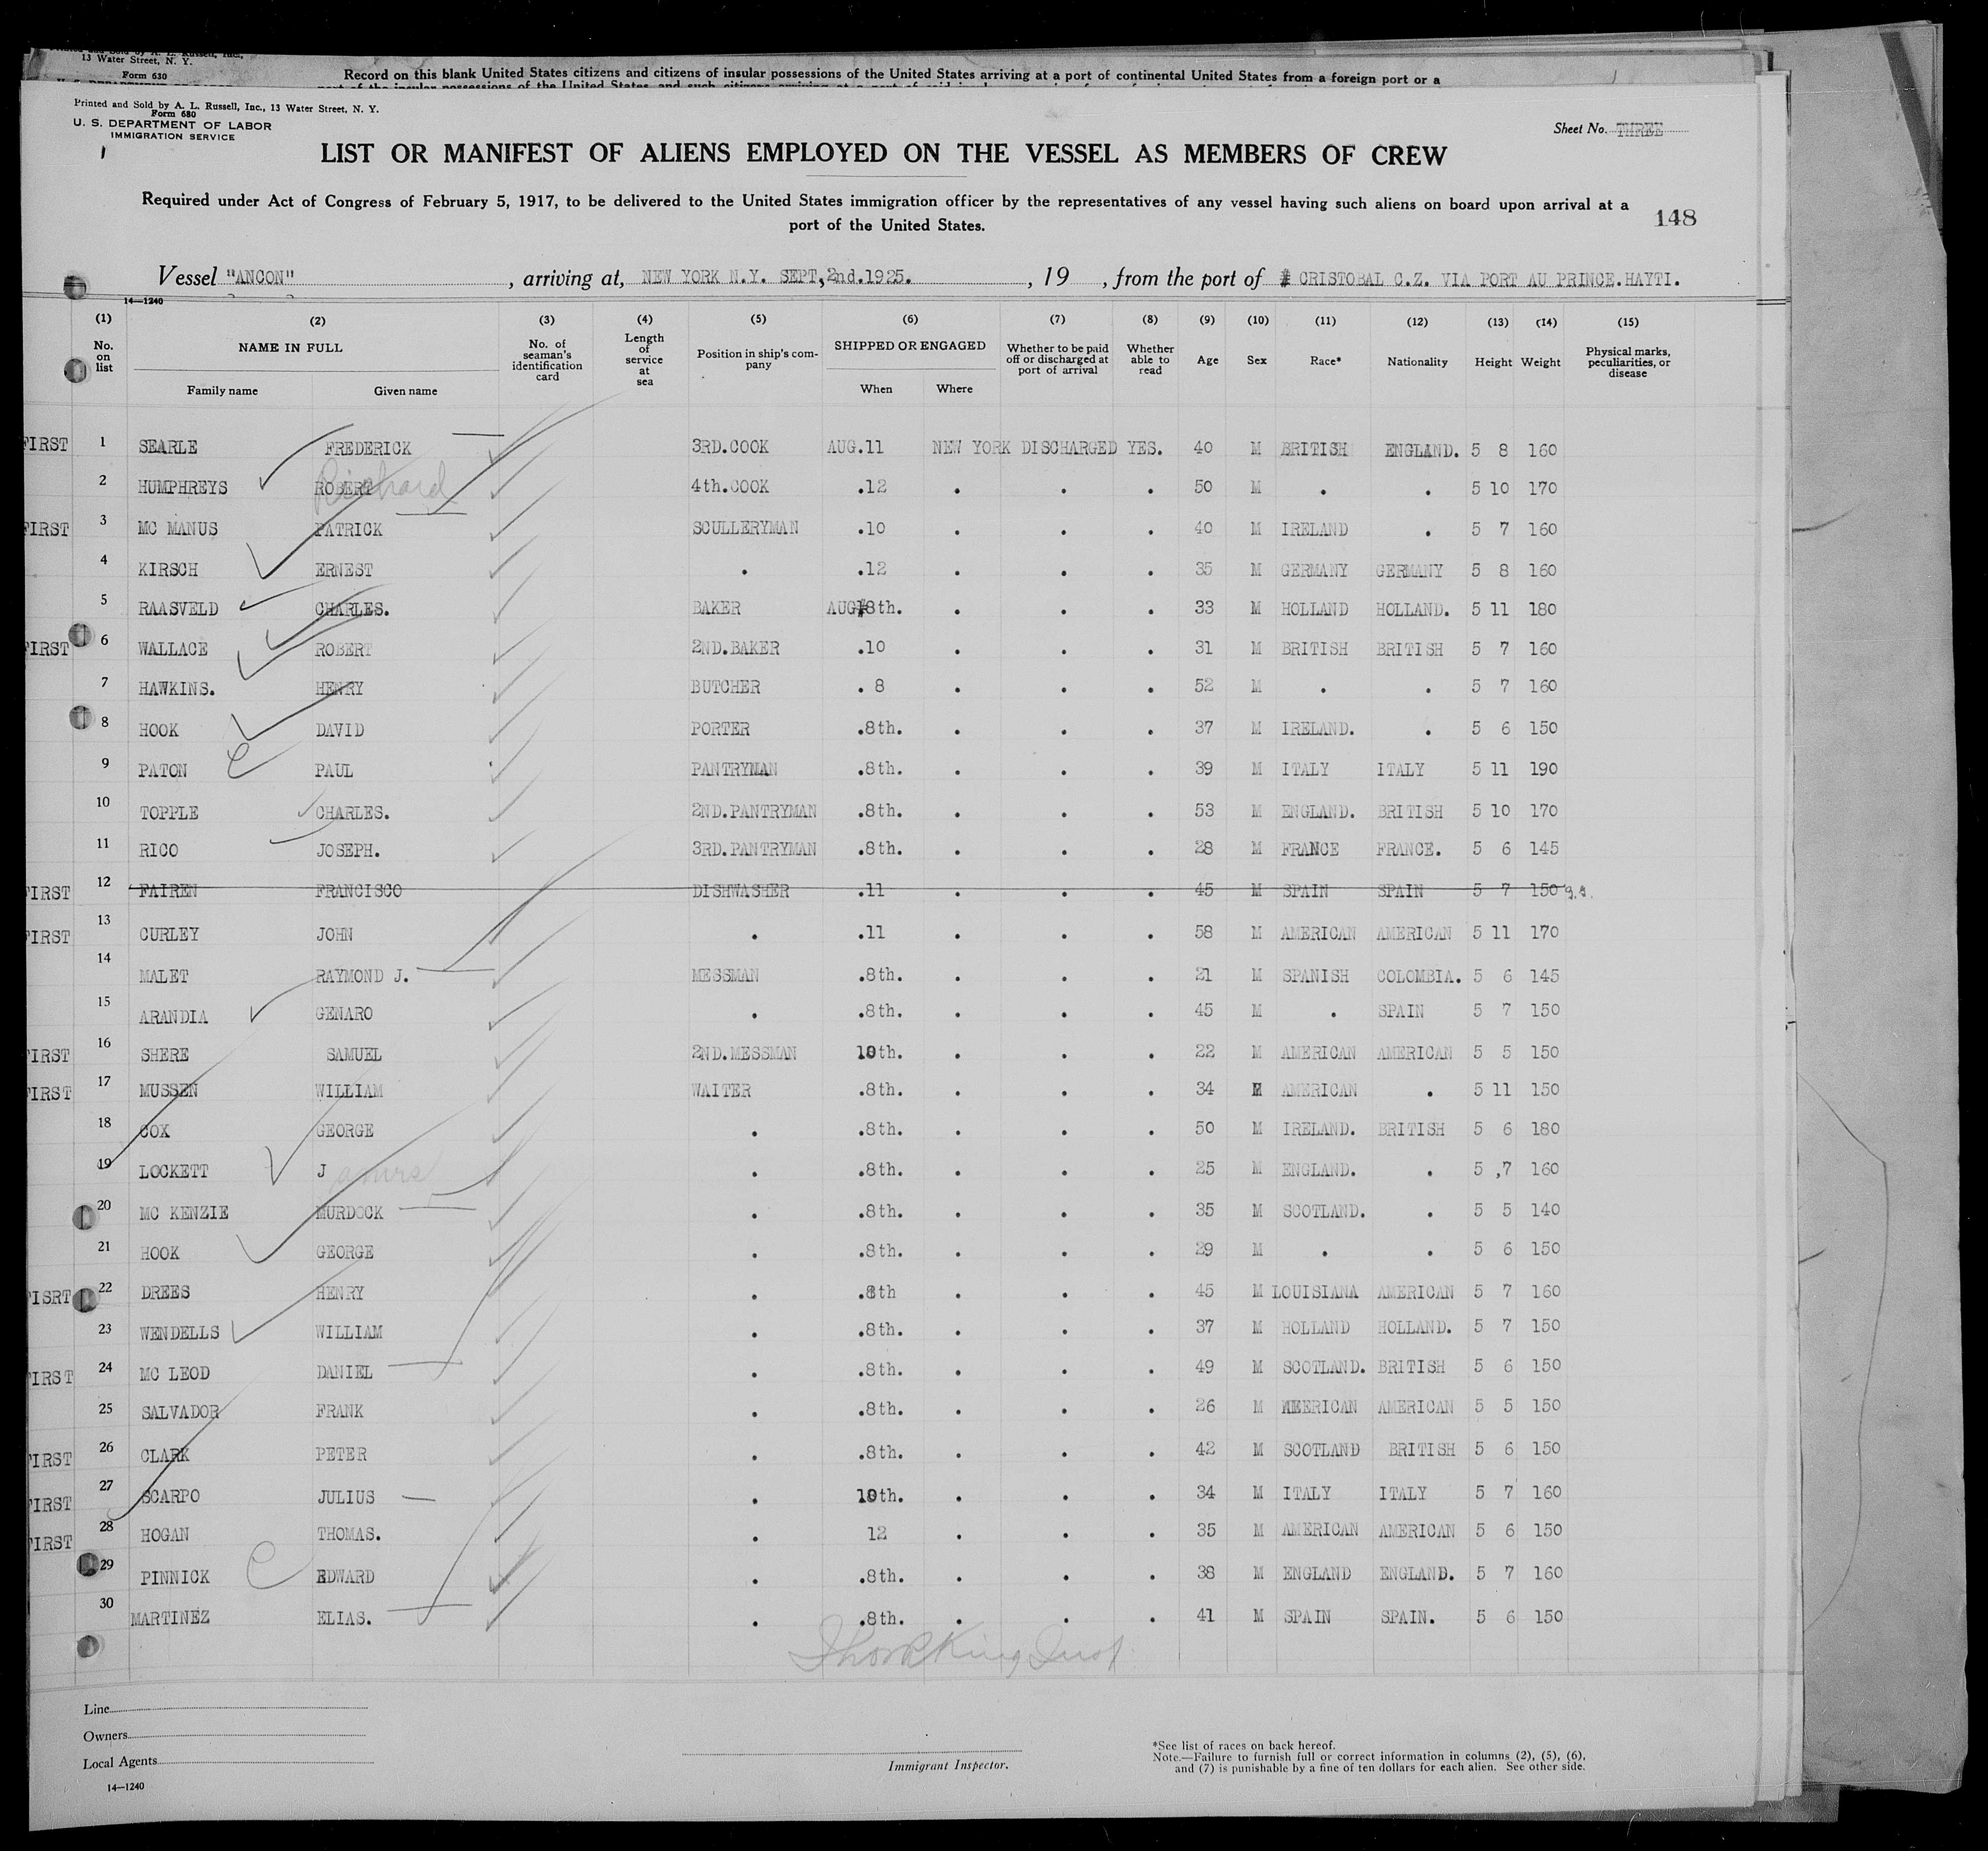 13 Water Street, N. Y.
Form 630
Record on this blank United States citizens and citizens of insular possessions of the United States arriving at a port of continental United States from a foreign port or a
Printed and Sold by A. L. Russell, Inc., 13 Water Street, N. Y.
Form 680
U. S. DEPARTMENT OF LABOR
IMMIGRATION SERVICE
Sheet No. THREE
LIST OR MANIFEST OF ALIENS EMPLOYED ON THE VESSEL AS MEMBERS OF CREW
Required under Act of Congress of February 5, 1917, to be delivered to the United States immigration officer by the representatives of any vessel having such aliens on board upon arrival at a
port of the United States.
148
Vessel "ANCON", arriving at, NEW YORK N.Y. SEPT,2nd.1925., 19 , from the port of CRISTOBAL C.Z. VIA PORT AU PRINCE.HAYTI.
14—1240
(1) (2) (3) (4) (5) (6) (7) (8) (9) (10) (11) (12) (13) (14) (15)
No. on list NAME IN FULL Family name Given name No. of seaman's identification card Length of service at sea Position in ship's company SHIPPED OR ENGAGED When Where Whether to be paid off or discharged at port of arrival Whether able to read Age Sex Race* Nationality Height Weight Physical marks, peculiarities, or disease
FIRST 1 SEARLE FREDERICK 3RD.COOK AUG.11 NEW YORK DISCHARGED YES. 40 M BRITISH ENGLAND. 5 8 160
2 HUMPHREYS ROBERT Richard 4th.COOK .12 . . . 50 M . . 5 10 170
FIRST 3 MC MANUS PATRICK SCULLERYMAN .10 . . . 40 M IRELAND . 5 7 160
4 KIRSCH ERNEST . .12 . . . 35 M GERMANY GERMANY 5 8 160
5 RAASVELD CHARLES. BAKER AUG 8th. . . . 33 M HOLLAND HOLLAND. 5 11 180
FIRST 6 WALLACE ROBERT 2ND.BAKER .10 . . . 31 M BRITISH BRITISH 5 7 160
7 HAWKINS. HENRY BUTCHER . 8 . . . 52 M . . 5 7 160
8 HOOK DAVID PORTER .8th. . . . 37 M IRELAND. . 5 6 150
9 PATON PAUL PANTRYMAN .8th. . . . 39 M ITALY ITALY 5 11 190
10 TOPPLE CHARLES. 2ND.PANTRYMAN .8th. . . . 53 M ENGLAND. BRITISH 5 10 170
11 RICO JOSEPH. 3RD.PANTRYMAN .8th. . . . 28 M FRANCE FRANCE. 5 6 145
FIRST 12 FAIREN FRANCISCO DISHWASHER .11 . . . 45 M SPAIN SPAIN 5 7 150
FIRST 13 CURLEY JOHN . .11 . . . 58 M AMERICAN AMERICAN 5 11 170
14 MALET RAYMOND J. MESSMAN .8th. . . . 21 M SPANISH COLOMBIA. 5 6 145
15 ARANDIA GENARO . .8th. . . . 45 M . SPAIN 5 7 150
FIRST 16 SHERE SAMUEL 2ND.MESSMAN 10th. . . . 22 M AMERICAN AMERICAN 5 5 150
FIRST 17 MUSSEN WILLIAM WAITER .8th. . . . 34 M AMERICAN . 5 11 150
18 COX GEORGE . .8th. . . . 50 M IRELAND. BRITISH 5 6 180
19 LOCKETT James . .8th. . . . 25 M ENGLAND. . 5 ,7 160
20 MC KENZIE MURDOCK . .8th. . . . 35 M SCOTLAND. . 5 5 140
21 HOOK GEORGE . .8th. . . . 29 M . . 5 6 150
FISRT 22 DREES HENRY . .8th . . . 45 M LOUISIANA AMERICAN 5 7 160
23 WENDELLS WILLIAM . .8th. . . . 37 M HOLLAND HOLLAND. 5 7 150
FIRST 24 MC LEOD DANIEL . .8th. . . . 49 M SCOTLAND. BRITISH 5 6 150
25 SALVADOR FRANK . .8th. . . . 26 M MEERICAN AMERICAN 5 5 150
FIRST 26 CLARK PETER . .8th. . . . 42 M SCOTLAND BRITISH 5 6 150
FIRST 27 SCARPO JULIUS . 10th. . . . 34 M ITALY ITALY 5 7 160
FIRST 28 HOGAN THOMAS. . 12 . . . 35 M AMERICAN AMERICAN 5 6 150
29 PINNICK EDWARD . .8th. . . . 38 M ENGLAND ENGLAND. 5 7 160
30 MARTINEZ ELIAS. . .8th. . . . 41 M SPAIN SPAIN. 5 6 150
Line
Owners
Local Agents
Immigrant Inspector.
*See list of races on back hereof.
Note.—Failure to furnish full or correct information in columns (2), (5), (6),
and (7) is punishable by a fine of ten dollars for each alien. See other side.
14—1240